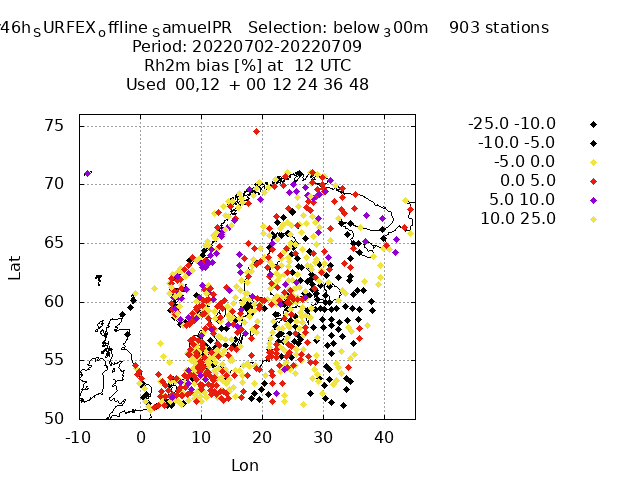 46h_SURFEX_offline_SamuelPR Selection: below_300m 903 stations
Period: 20220702-20220709
Rh2m bias [%] at 12 UTC
Used 00,12 + 00 12 24 36 48
-25.0 -10.0
-10.0 -5.0
-5.0 0.0
0.0 5.0
5.0 10.0
10.0 25.0
75
70
65
60
55
50
Lat
-10 0 10 20 30 40
Lon